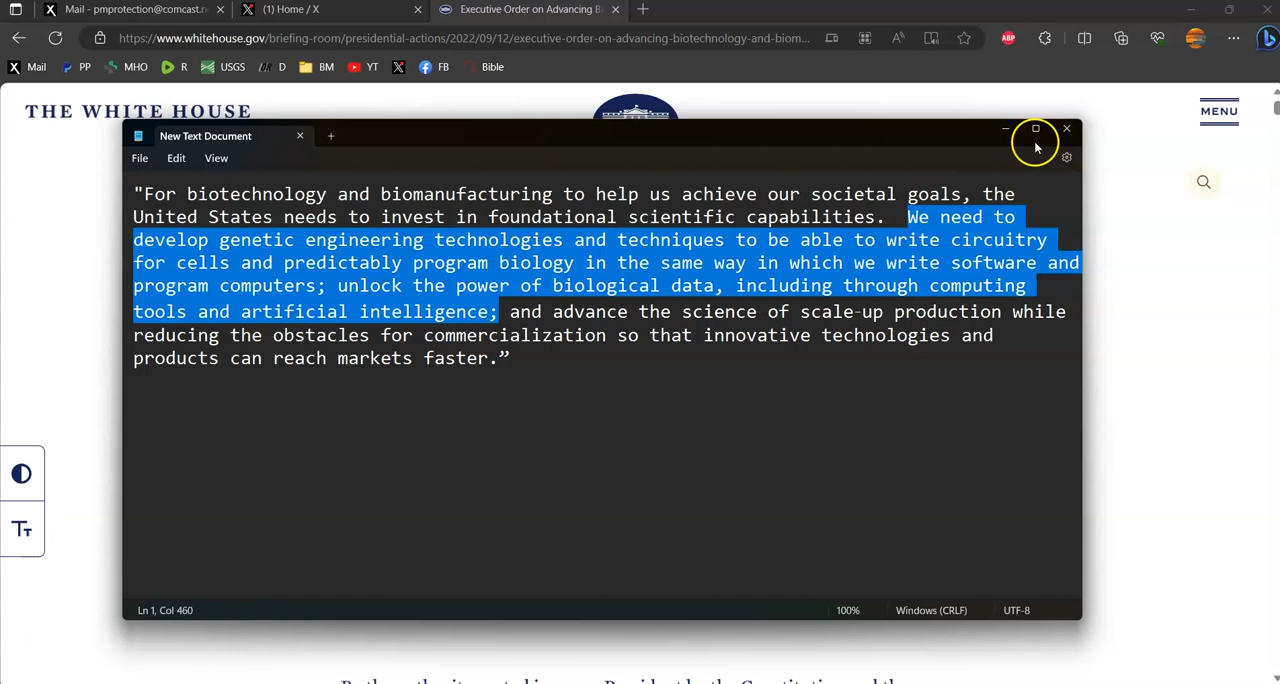 Mail - pmprotection@comcast.n
(1) Home / X
Executive Order on Advancing B
https://www.whitehouse.gov/briefing-room/presidential-actions/2022/09/12/executive-order-on-advancing-biotechnology-and-biom...
Mail
PP
MHO
R
USGS
D
BM
YT
FB
Bible
THE WHITE HOUSE
MENU
New Text Document
File Edit View
"For biotechnology and biomanufacturing to help us achieve our societal goals, the
United States needs to invest in foundational scientific capabilities. We need to
develop genetic engineering technologies and techniques to be able to write circuitry
for cells and predictably program biology in the same way in which we write software and
program computers; unlock the power of biological data, including through computing
tools and artificial intelligence; and advance the science of scale-up production while
reducing the obstacles for commercialization so that innovative technologies and
products can reach markets faster.”
Ln 1, Col 460
100%
Windows (CRLF)
UTF-8